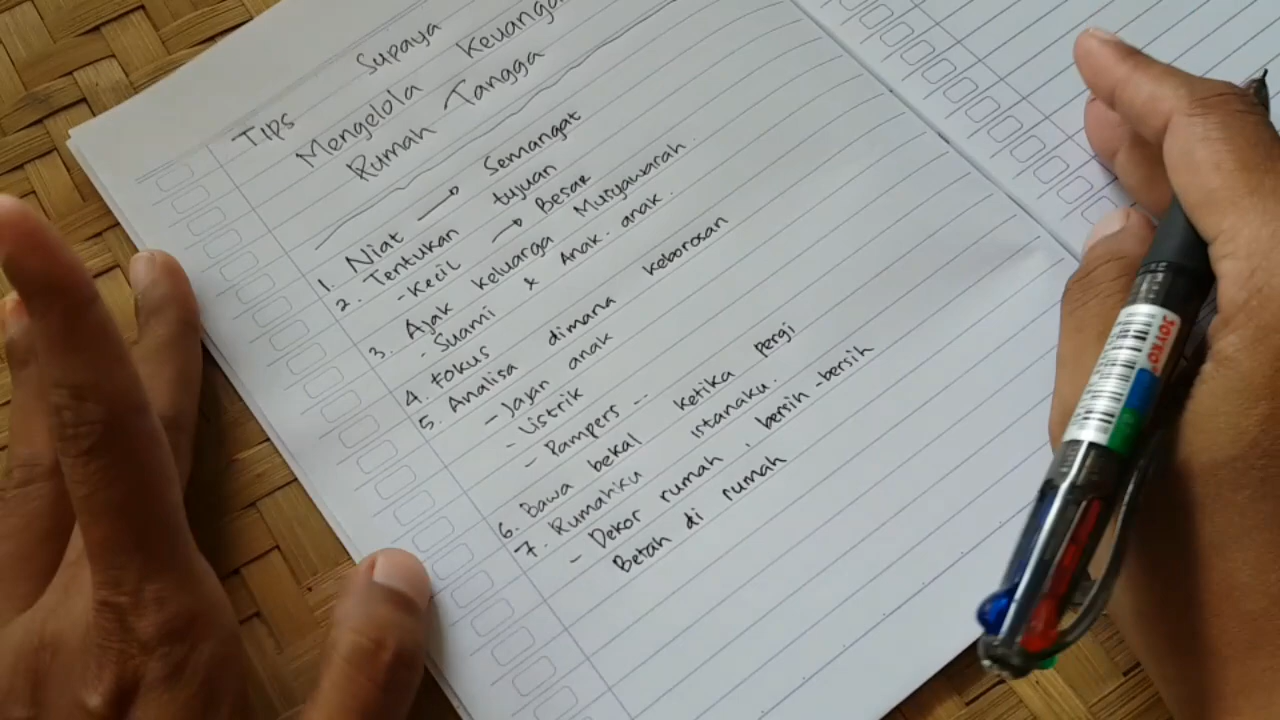 TIPS Supaya
Mengelola Keuangan
Rumah Tangga
1. Niat → Semangat
2. Tentukan tujuan
- Kecil → Besar
3. Ajak keluarga Musyawarah.
- Suami & Anak-anak.
4. Fokus
5. Analisa dimana keborosan
- Jajan anak
- Listrik
- Pampers --
6. Bawa bekal ketika pergi
7. Rumahku istanaku.
- Dekor rumah, bersih-bersih
Betah di rumah
JOYKO